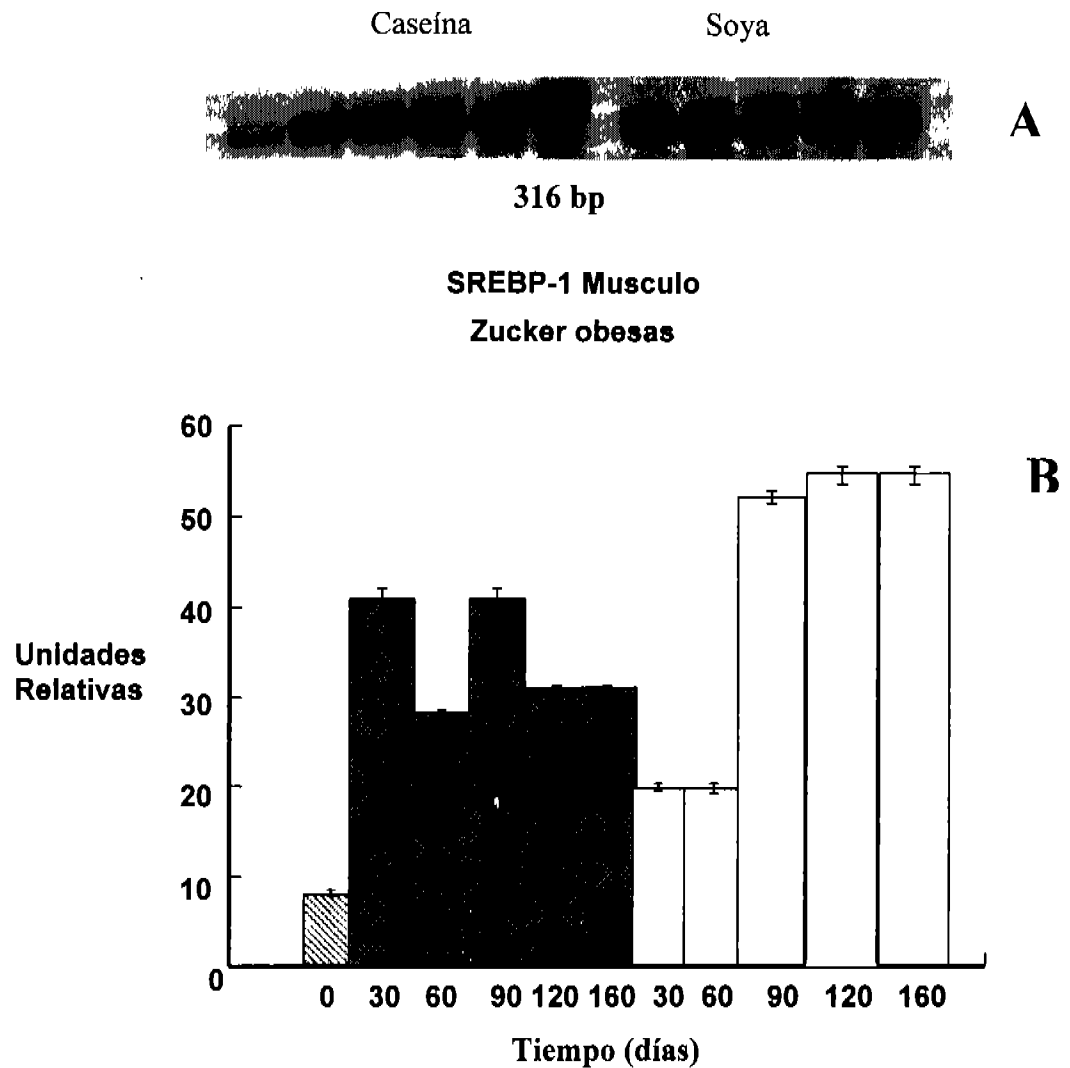 Caseína Soya
A
316 bp
SREBP-1 Musculo
Zucker obesas
B
60
50
40
30
20
10
0
Unidades
Relativas
0 30 60 90 120 160 30 60 90 120 160
Tiempo (días)